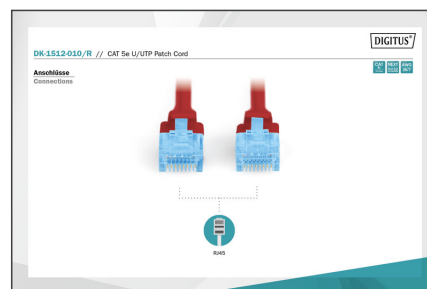 DIGITUS®
DK-1512-010/R // CAT 5e U/UTP Patch Cord
Anschlüsse
Connections
RJ45